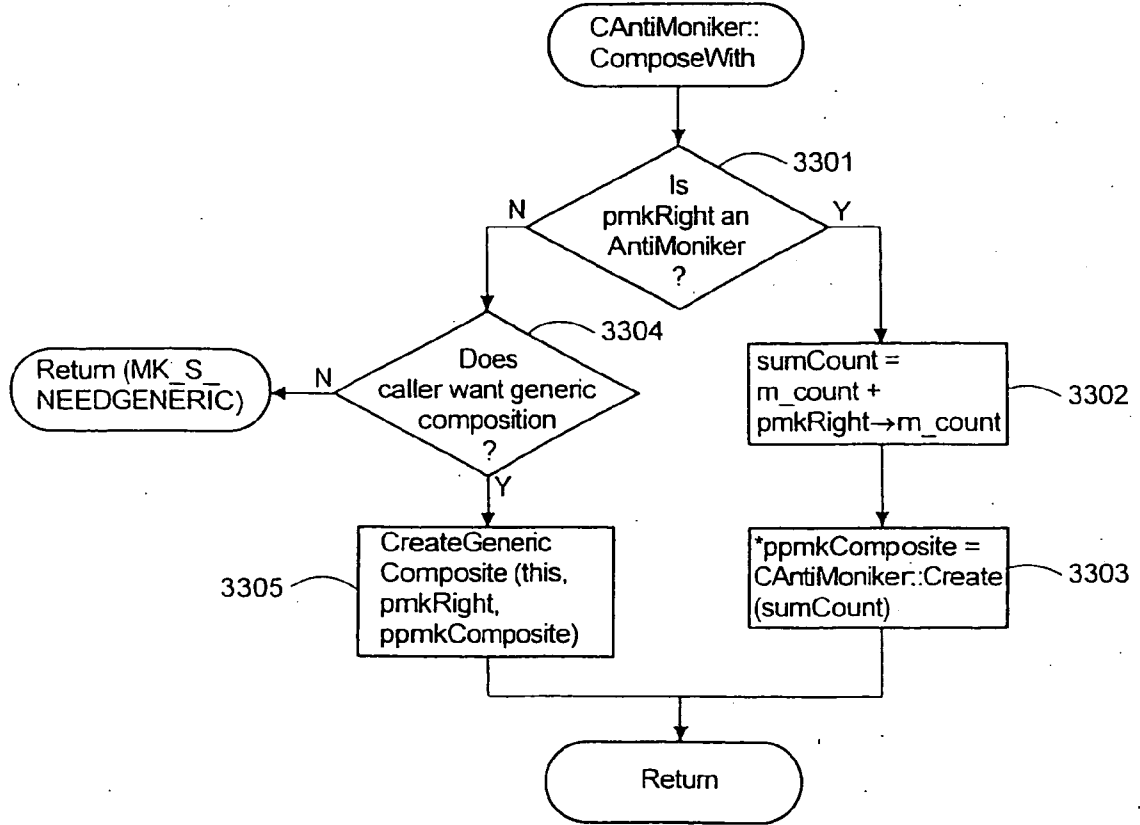 CAntiMoniker::
ComposeWith
3301
Is
pmkRight an
AntiMoniker
?
N
Y
3304
Does
caller want generic
composition
?
N
Y
Return (MK_S_
NEEDGENERIC)
sumCount =
m_count +
pmkRight→m_count
3302
CreateGeneric
Composite (this,
pmkRight,
ppmkComposite)
3305
*ppmkComposite =
CAntiMoniker::Create
(sumCount)
3303
Return